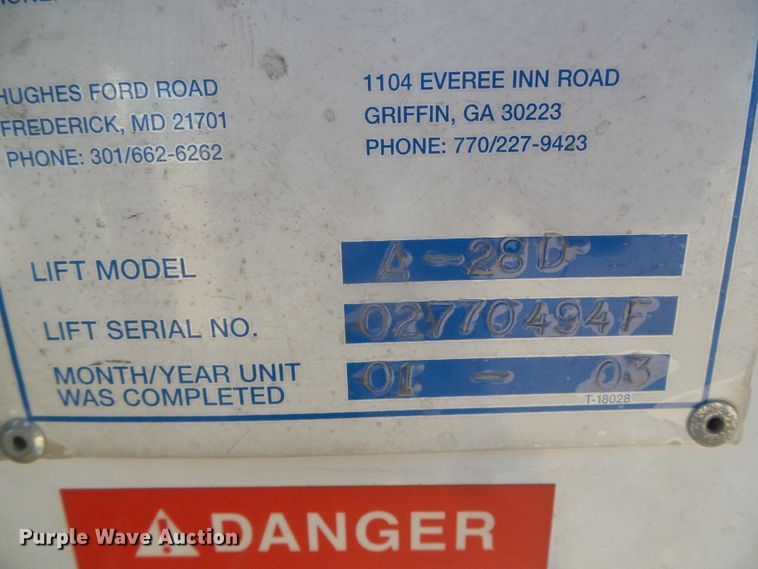 HUGHES FORD ROAD
FREDERICK, MD 21701
PHONE: 301/662-6262
1104 EVEREE INN ROAD
GRIFFIN, GA 30223
PHONE: 770/227-9423
LIFT MODEL A-28D
LIFT SERIAL NO. 02770494F
MONTH/YEAR UNIT
WAS COMPLETED 01 - 03
T-18028
DANGER
Purple Wave Auction